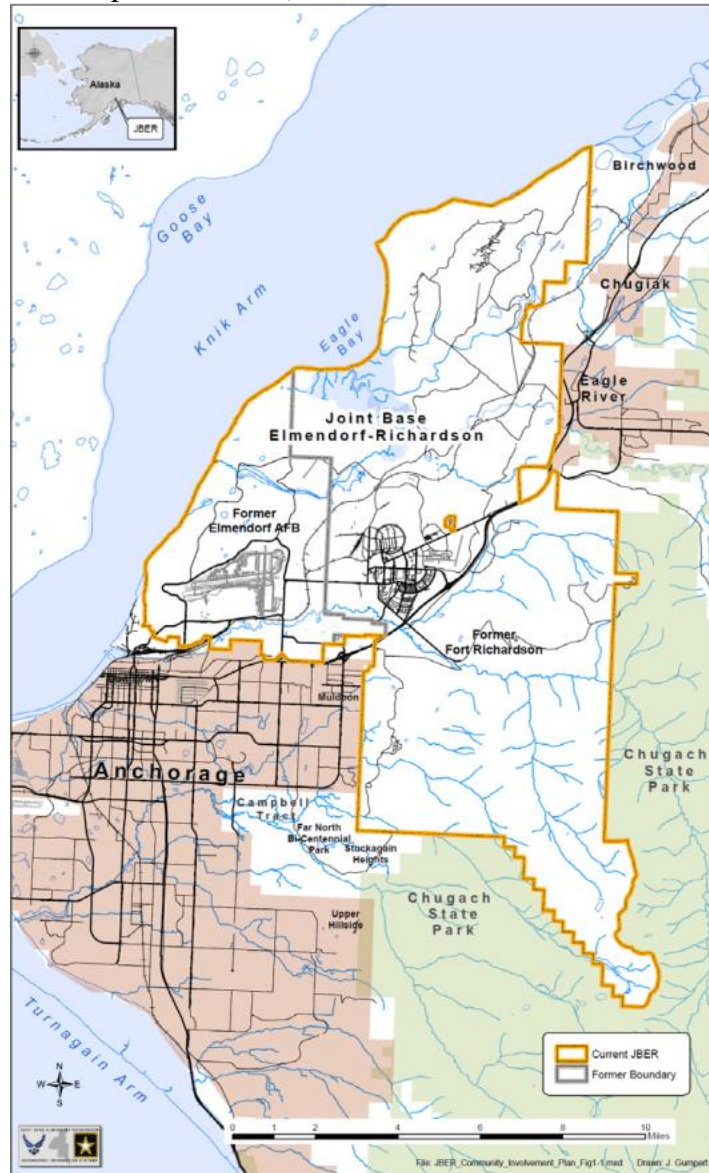 Alaska
JBER
Birchwood
Goose
Bay
Chugiak
Knik Arm
Eagle
Bay
Eagle
River
Joint Base
Elmendorf-Richardson
Former
Elmendorf AFB
Former
Fort Richardson
Muldoon
Anchorage
Chugach
State
Park
Campbell
Tract
Far North
Bi-Centennial
Park
Stuckagain
Heights
Chugach
State
Park
Upper
Hillside
Turnagain Arm
N
W E
S
Current JBER
Former Boundary
0 2 4 6 8 10
Miles
File: JBER_Community_Involvement_Plan_Fig1-1.mxd Drawn: J. Gumpert